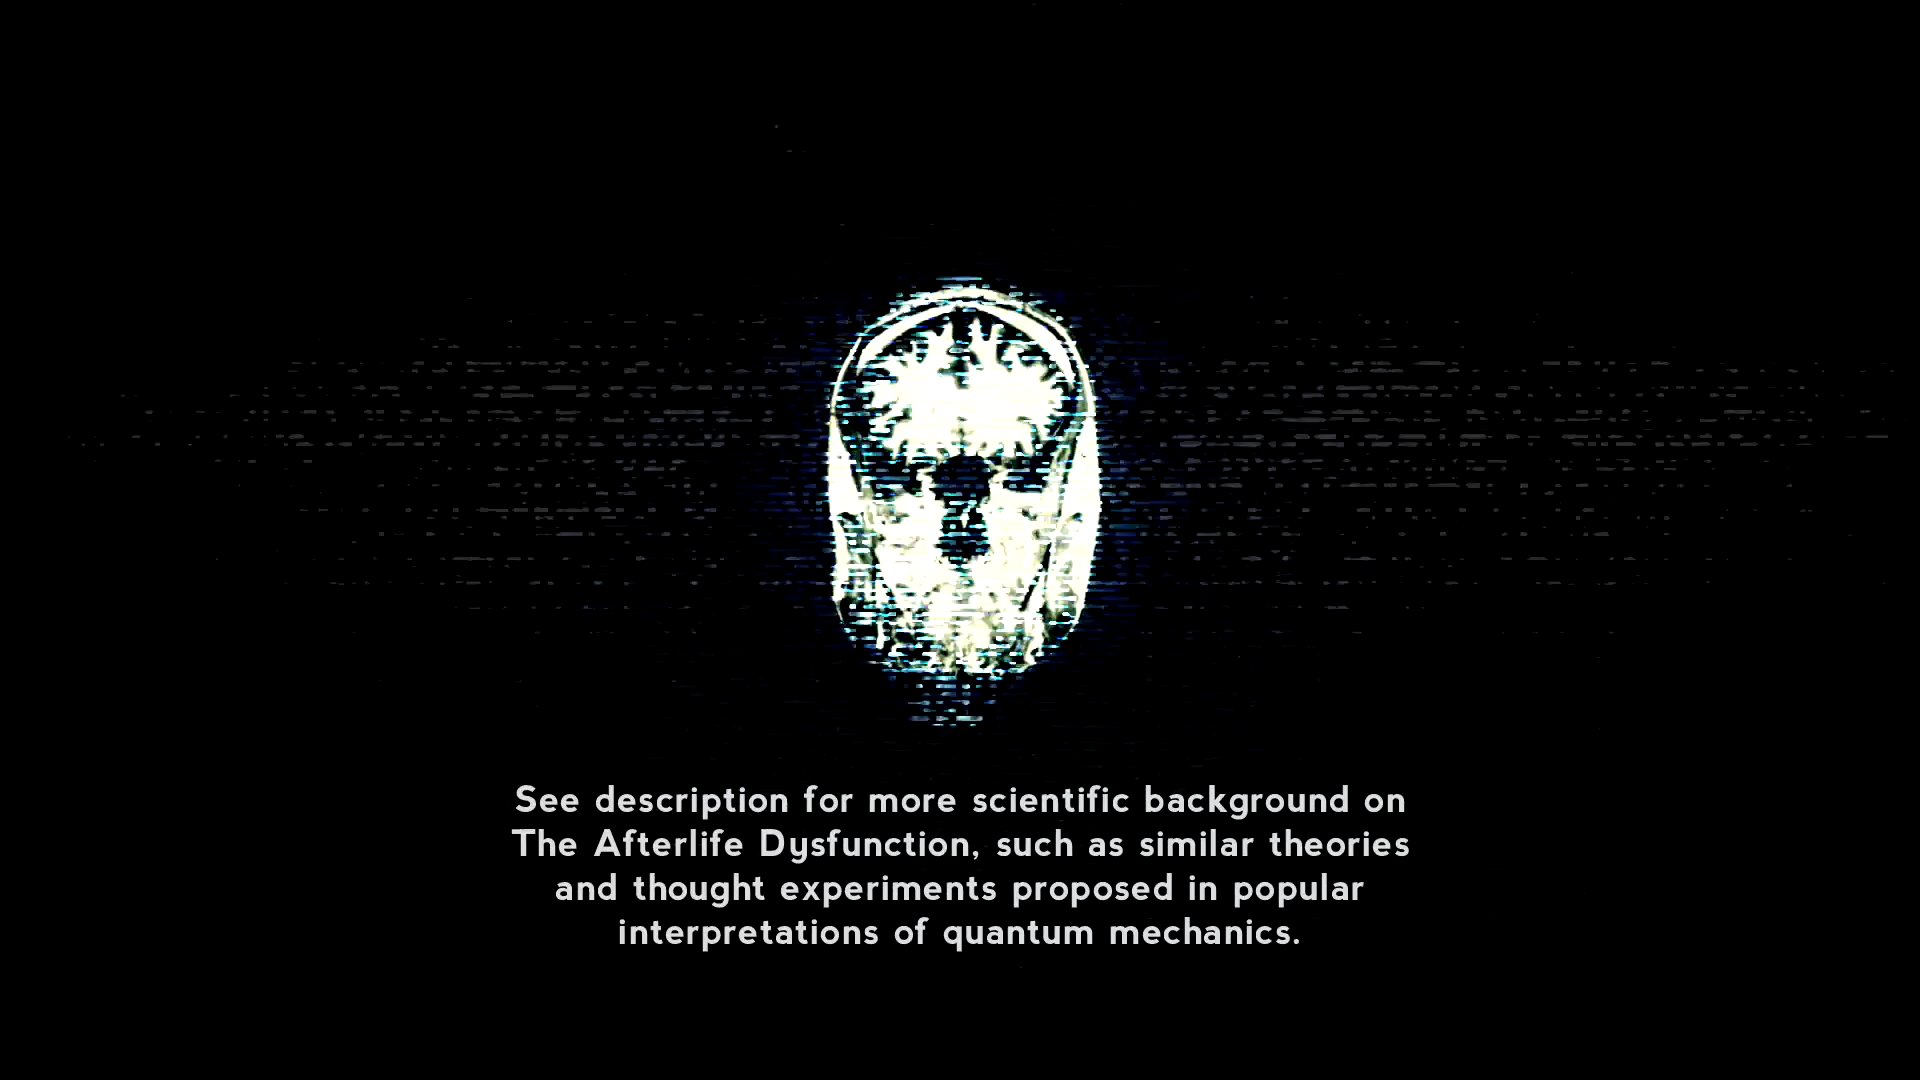 See description for more scientific background on
The Afterlife Dysfunction, such as similar theories
and thought experiments proposed in popular
interpretations of quantum mechanics.